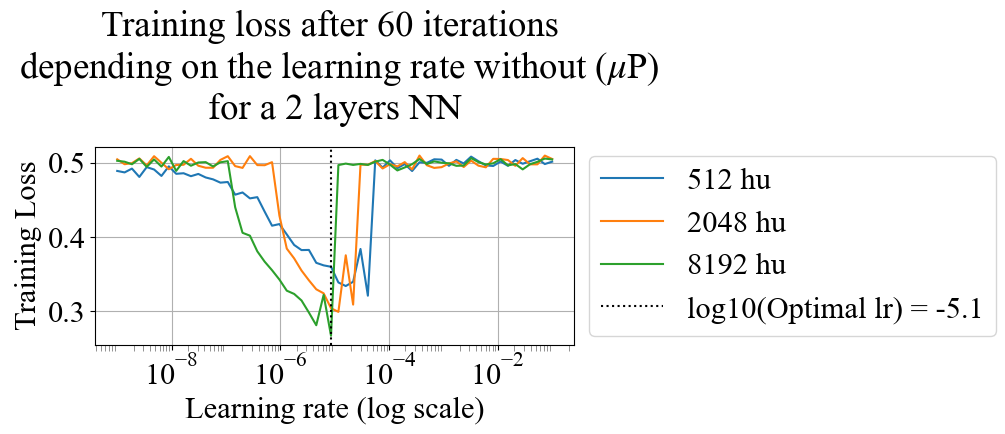 Training loss after 60 iterations
depending on the learning rate without (μP)
for a 2 layers NN
Training Loss
0.5
0.4
0.3
10⁻⁸
10⁻⁶
10⁻⁴
10⁻²
Learning rate (log scale)
512 hu
2048 hu
8192 hu
log10(Optimal lr) = -5.1